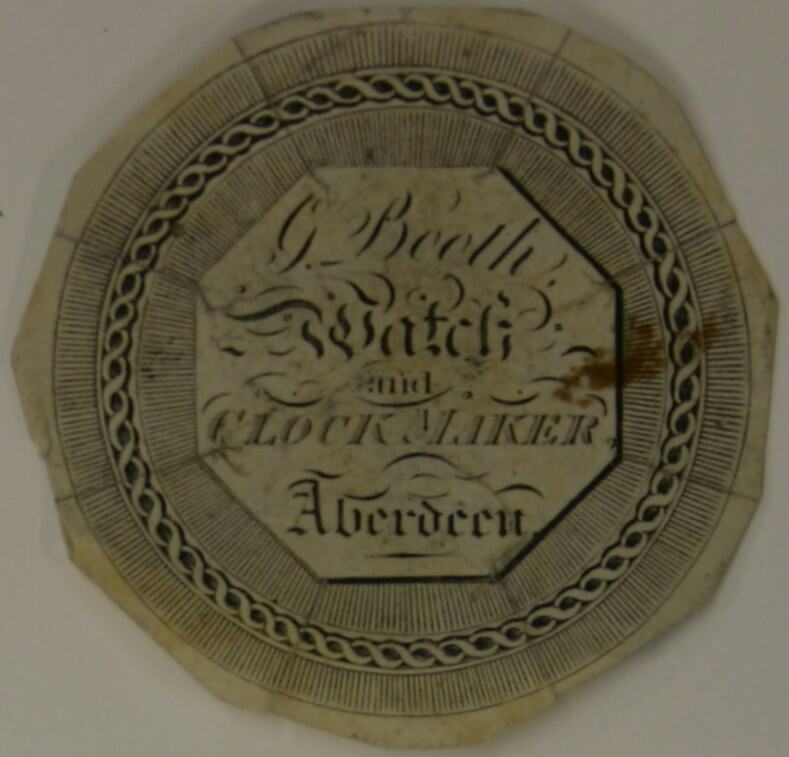 G. Booth,
Watch
and
CLOCK MAKER,
Aberdeen.